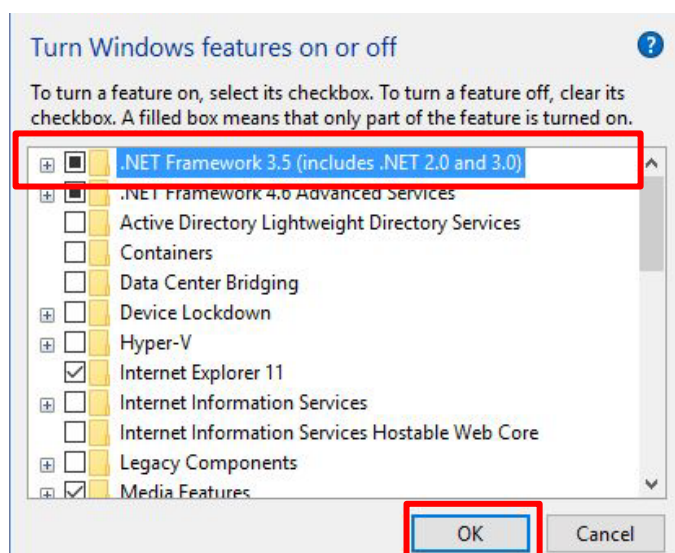 Turn Windows features on or off
?
To turn a feature on, select its checkbox. To turn a feature off, clear its
checkbox. A filled box means that only part of the feature is turned on.
.NET Framework 3.5 (includes .NET 2.0 and 3.0)
.NET Framework 4.6 Advanced Services
Active Directory Lightweight Directory Services
Containers
Data Center Bridging
Device Lockdown
Hyper-V
Internet Explorer 11
Internet Information Services
Internet Information Services Hostable Web Core
Legacy Components
Media Features
OK Cancel